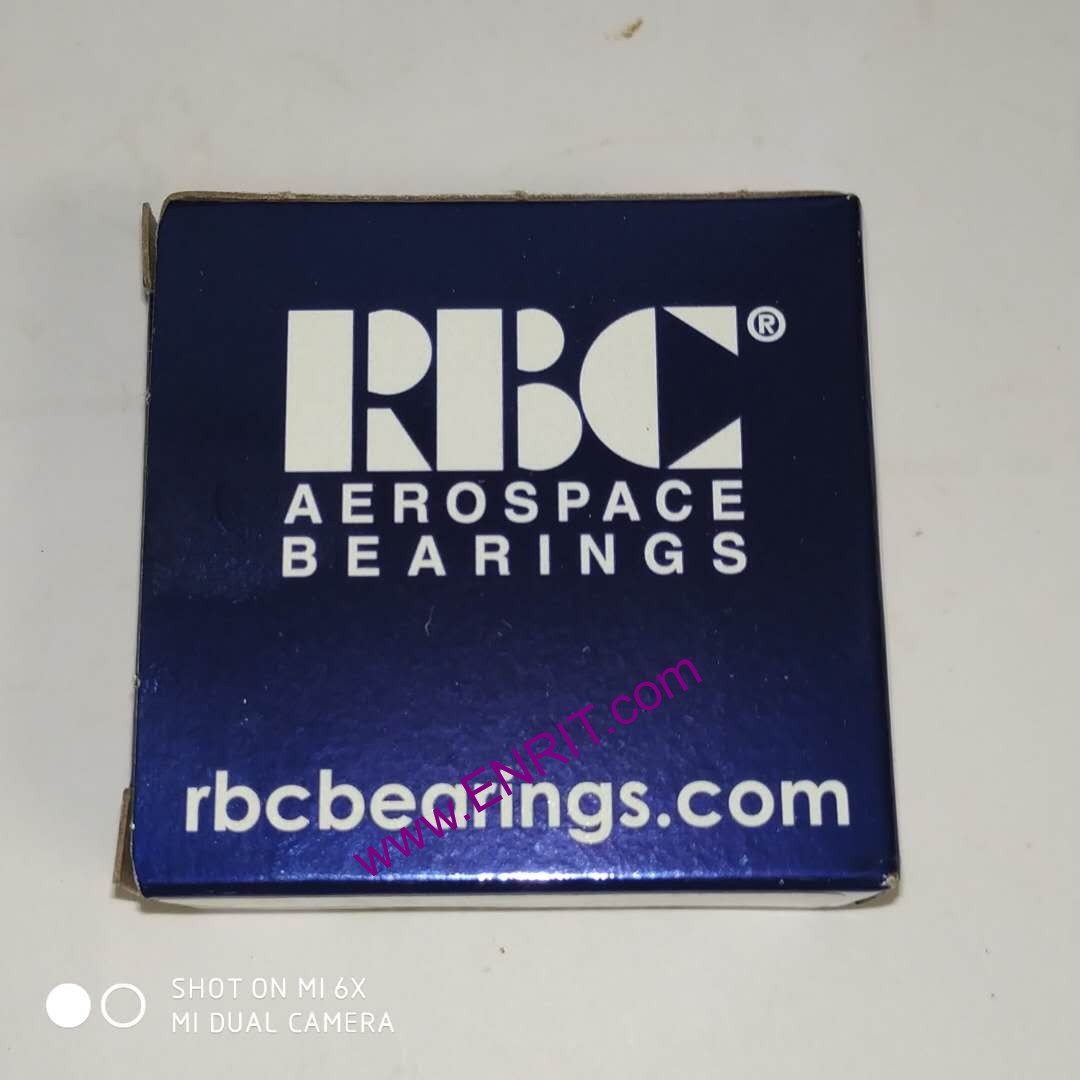 RBC®
AEROSPACE
BEARINGS
www.ENRIT.com
rbcbearings.com
SHOT ON MI 6X
MI DUAL CAMERA